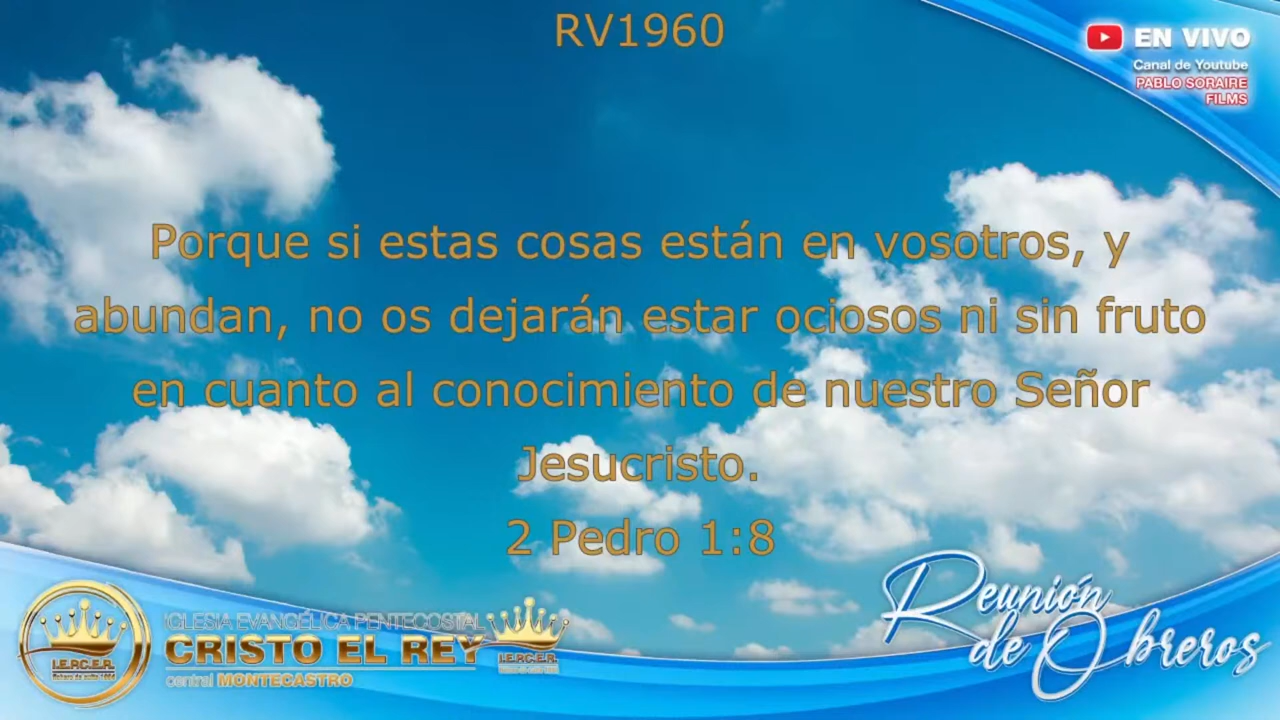 RV1960
EN VIVO
Canal de Youtube
PABLO SORAIRE
FILMS
Porque si estas cosas están en vosotros, y
abundan, no os dejarán estar ociosos ni sin fruto
en cuanto al conocimiento de nuestro Señor
Jesucristo.
2 Pedro 1:8
I.E.P.C.E.R.
IGLESIA EVANGÉLICA PENTECOSTAL
CRISTO EL REY
central MONTECASTRO
I.E.P.C.E.R.
Reunión
de Obreros